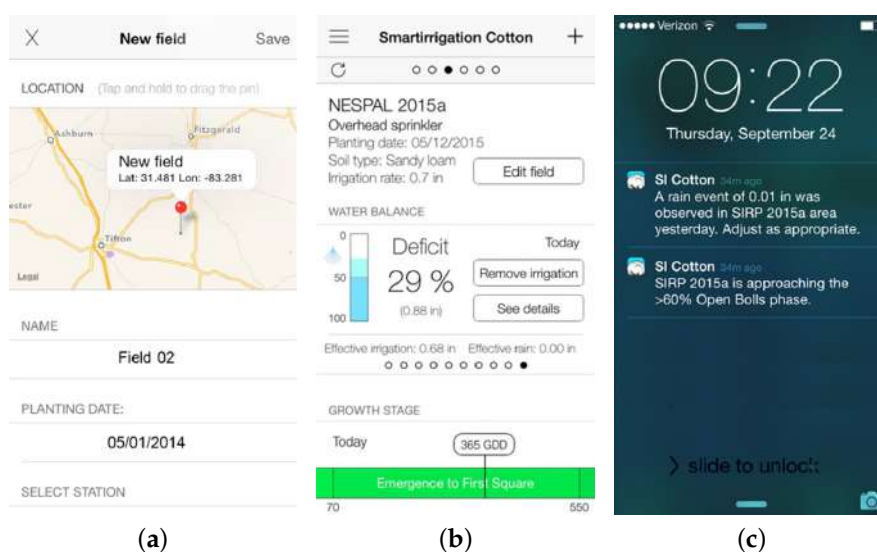 New field
Save
LOCATION (Tap and hold to drag the pin)
Ashburn
Fitzgerald
New field
Lat: 31.481 Lon: -83.281
ester
Tifton
Legal
NAME
Field 02
PLANTING DATE:
05/01/2014
SELECT STATION
(a)
Smartirrigation Cotton +
NESPAL 2015a
Overhead sprinkler
Planting date: 05/12/2015
Soil type: Sandy loam
Irrigation rate: 0.7 in
Edit field
WATER BALANCE
0
50
100
Deficit
29 %
(0.88 in)
Today
Remove irrigation
See details
Effective irrigation: 0.68 in Effective rain: 0.00 in
GROWTH STAGE
Today
365 GDD
Emergence to First Square
70 550
(b)
Verizon
09:22
Thursday, September 24
SI Cotton 34m ago
A rain event of 0.01 in was
observed in SIRP 2015a area
yesterday. Adjust as appropriate.
SI Cotton 34m ago
SIRP 2015a is approaching the
>60% Open Bolls phase.
> slide to unlock
(c)